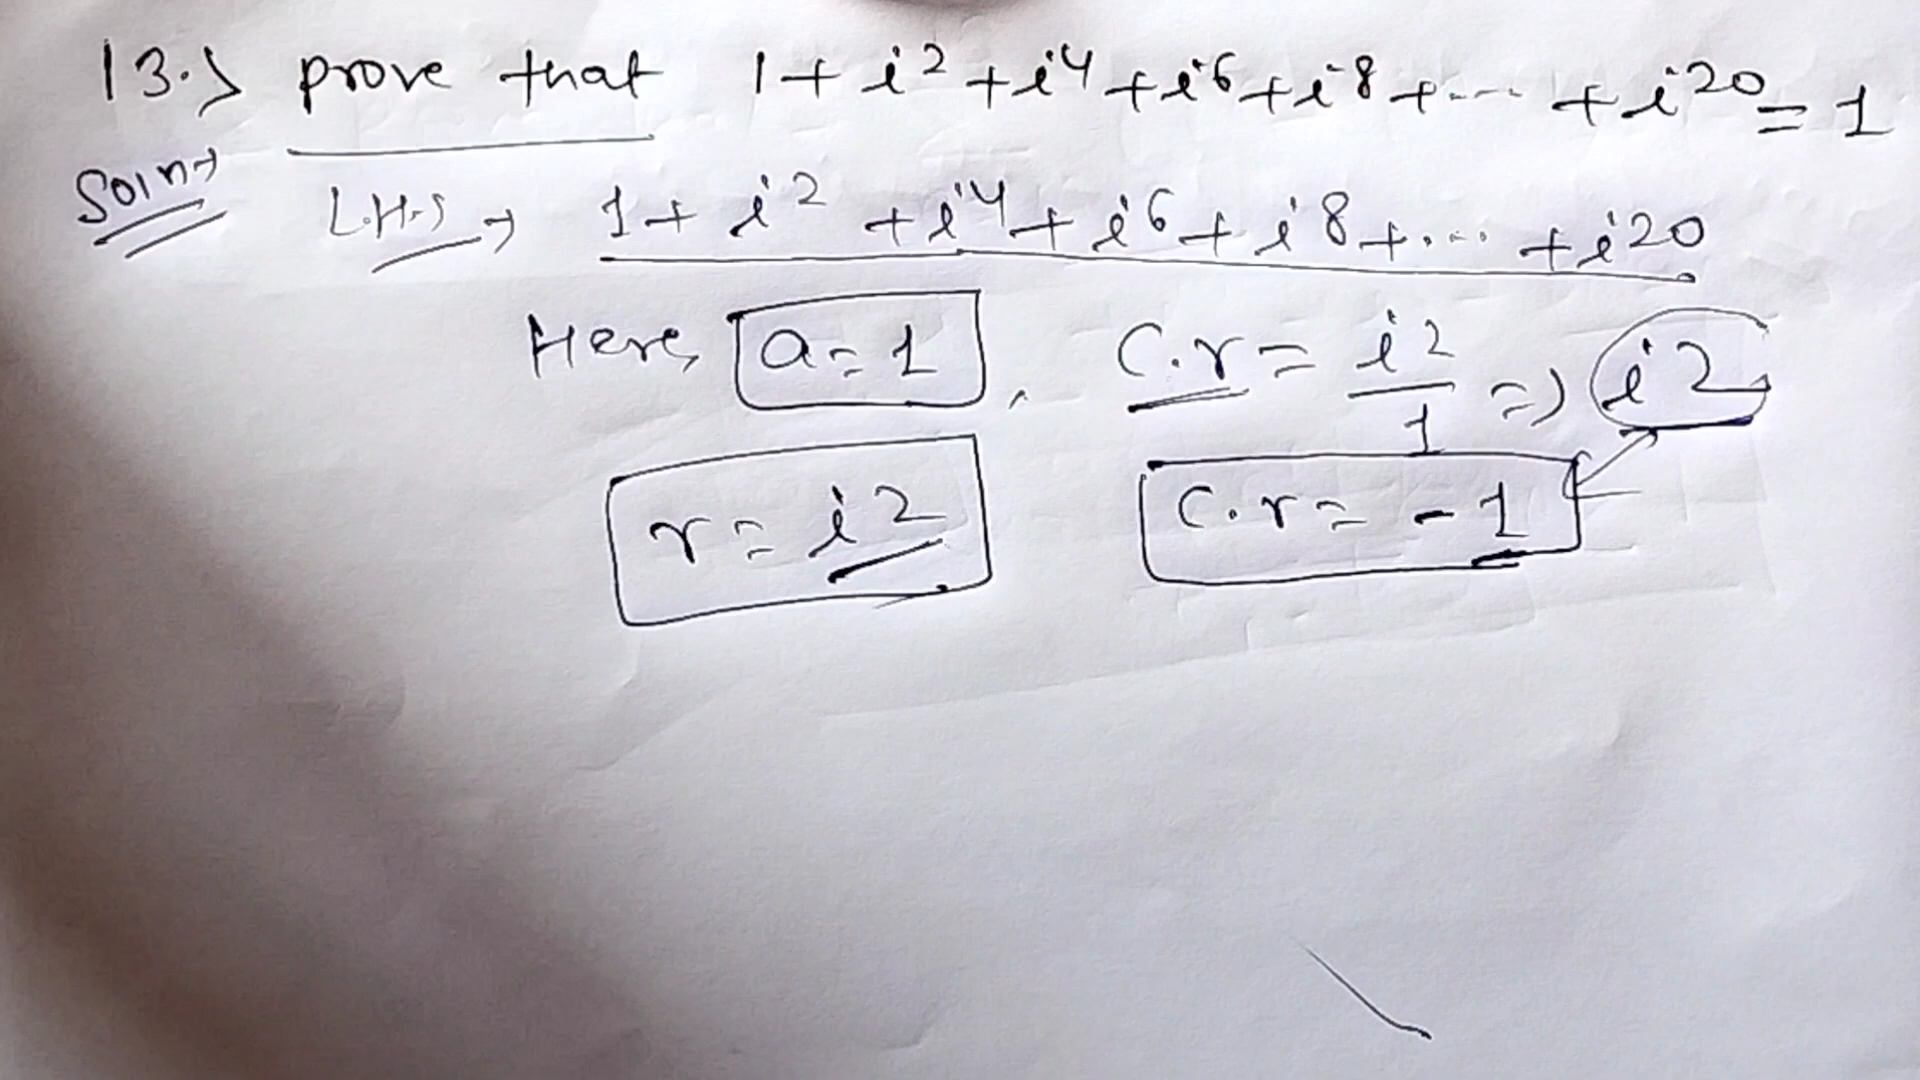 13.> prove that 1 + i² + i⁴ + i⁶ + i⁸ + ... + i²⁰ = 1
Soln→ L.H.S → 1 + i² + i⁴ + i⁶ + i⁸ + ... + i²⁰
Here, a = 1, C.r = i²/1 => i²
r = i² C.r = -1